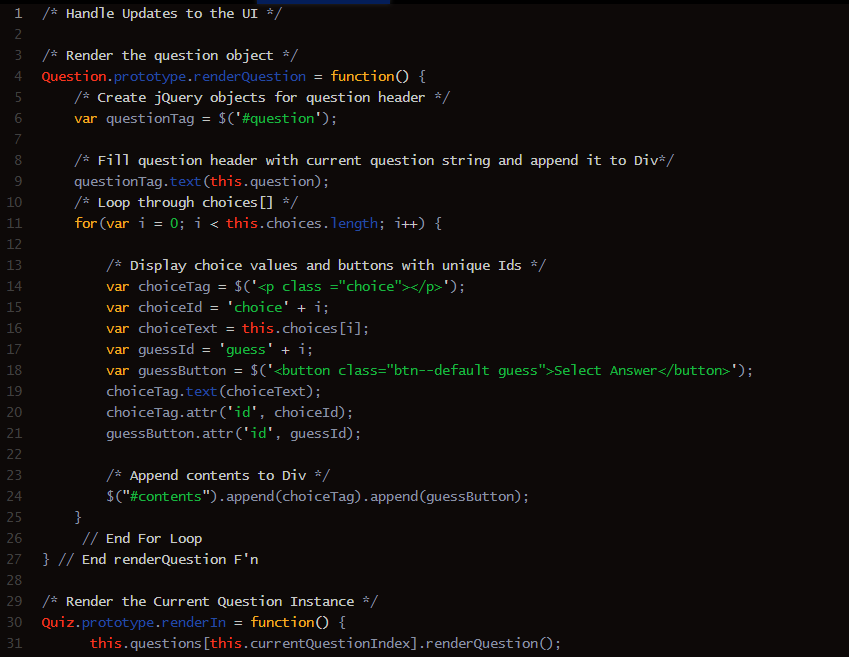 1 /* Handle Updates to the UI */
2
3 /* Render the question object */
4 Question.prototype.renderQuestion = function() {
5     /* Create jQuery objects for question header */
6     var questionTag = $('#question');
7
8     /* Fill question header with current question string and append it to Div*/
9     questionTag.text(this.question);
10     /* Loop through choices[] */
11     for(var i = 0; i < this.choices.length; i++) {
12
13         /* Display choice values and buttons with unique Ids */
14         var choiceTag = $('<p class ="choice"></p>');
15         var choiceId = 'choice' + i;
16         var choiceText = this.choices[i];
17         var guessId = 'guess' + i;
18         var guessButton = $('<button class="btn--default guess">Select Answer</button>');
19         choiceTag.text(choiceText);
20         choiceTag.attr('id', choiceId);
21         guessButton.attr('id', guessId);
22
23         /* Append contents to Div */
24         $("#contents").append(choiceTag).append(guessButton);
25     }
26      // End For Loop
27 } // End renderQuestion F'n
28
29 /* Render the Current Question Instance */
30 Quiz.prototype.renderIn = function() {
31       this.questions[this.currentQuestionIndex].renderQuestion();